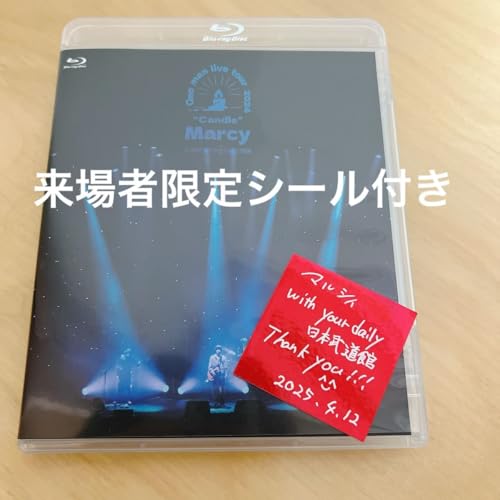 Blu-ray Disc
One man live tour 2024
"Candle"
Marcy
来場者限定シール付き
マルシィ
with your daily
日本武道館
Thank you!!!
^^
2025.4.12